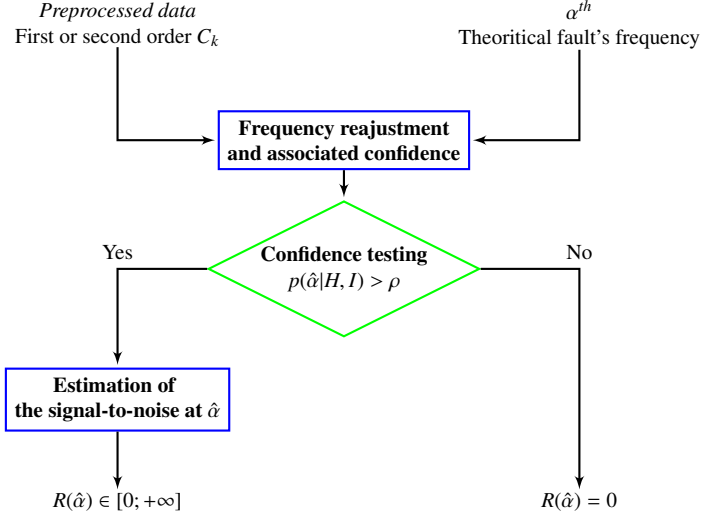 Preprocessed data
First or second order C_k
α^{th}
Theoritical fault's frequency
Frequency reajustment
and associated confidence
Confidence testing
p(α̂|H, I) > ρ
Yes
No
Estimation of
the signal-to-noise at α̂
R(α̂) ∈ [0; +∞]
R(α̂) = 0